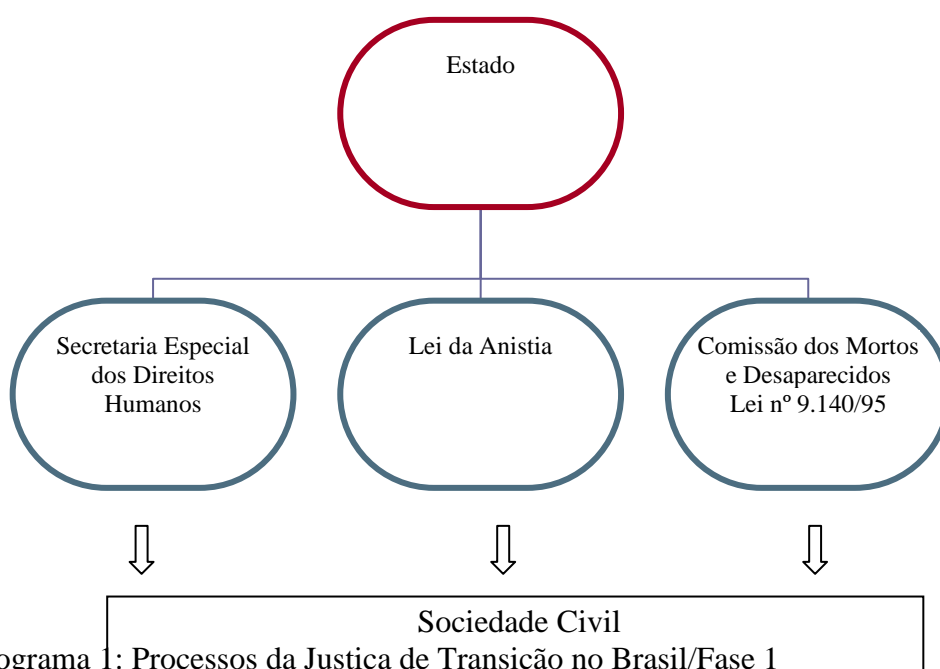 Estado
Secretaria Especial
dos Direitos
Humanos
Lei da Anistia
Comissão dos Mortos
e Desaparecidos
Lei nº 9.140/95
Sociedade Civil
ograma 1: Processos da Justiça de Transição no Brasil/Fase 1